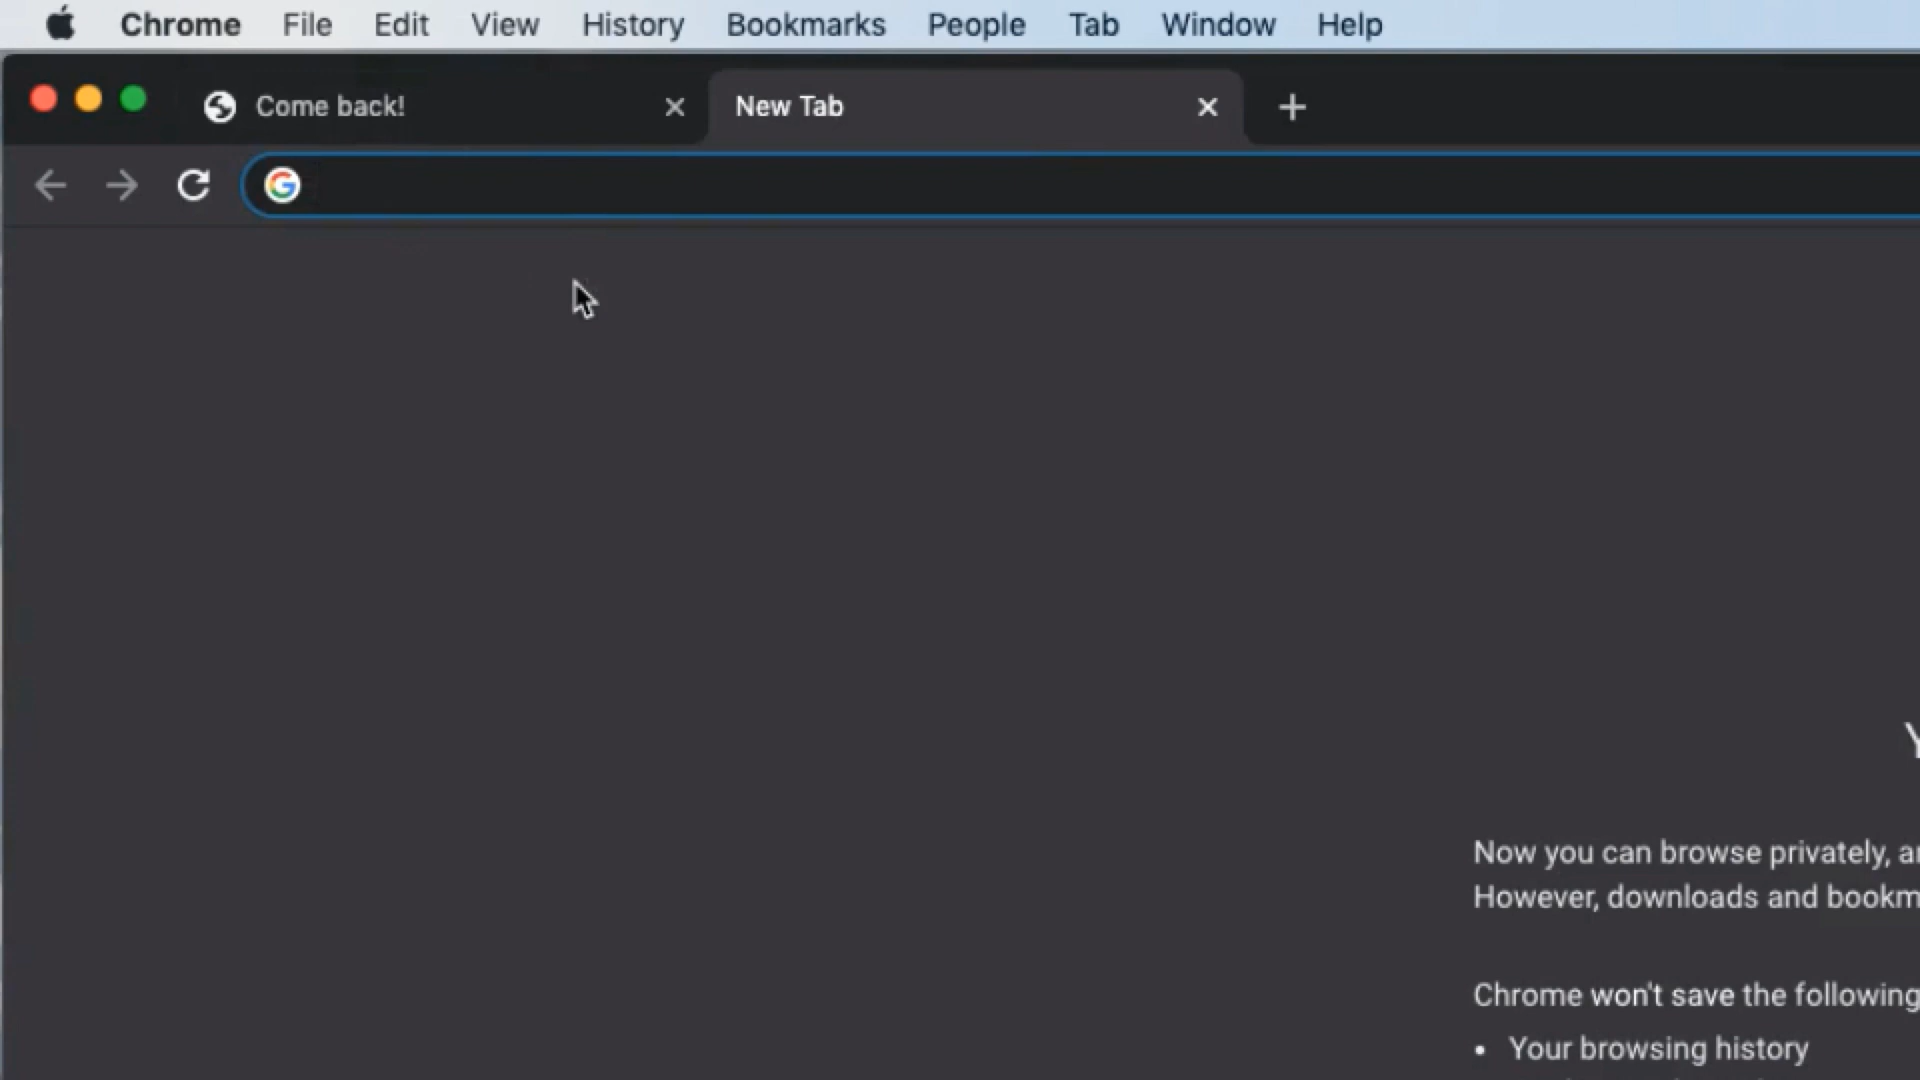 Chrome File Edit View History Bookmarks People Tab Window Help
Come back! New Tab
Now you can browse privately,
However, downloads and
Chrome won't save the following
• Your browsing history